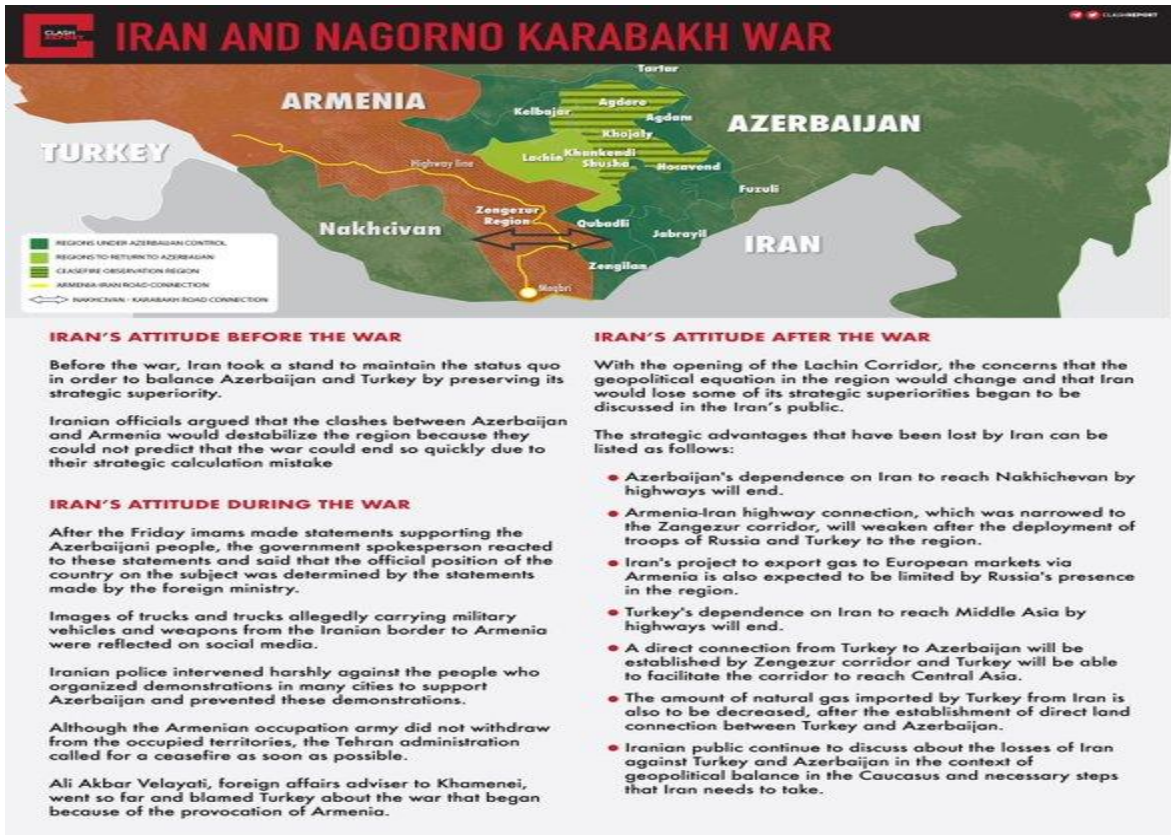 CLASH
REPORT
IRAN AND NAGORNO KARABAKH WAR
CLASHREPORT
Tartar
ARMENIA
Kelbajar
Agdere
Agdam
AZERBAIJAN
Khojaly
TURKEY
Highway line
Lachin
Khankendi
Shusha
Hocavend
Fuzuli
Zengezur
Region
Nakhcivan
Qubadli
Jabrayil
IRAN
Zengilan
Megbri
REGIONS UNDER AZERBAIJAN CONTROL
REGIONS TO RETURN TO AZERBAIJAN
CEASEFIRE OBSERVATION REGION
ARMENIA-IRAN ROAD CONNECTION
NAKHCIVAN - KARABAKH ROAD CONNECTION
IRAN'S ATTITUDE BEFORE THE WAR
Before the war, Iran took a stand to maintain the status quo
in order to balance Azerbaijan and Turkey by preserving its
strategic superiority.
Iranian officials argued that the clashes between Azerbaijan
and Armenia would destabilize the region because they
could not predict that the war could end so quickly due to
their strategic calculation mistake
IRAN'S ATTITUDE DURING THE WAR
After the Friday imams made statements supporting the
Azerbaijani people, the government spokesperson reacted
to these statements and said that the official position of the
country on the subject was determined by the statements
made by the foreign ministry.
Images of trucks and trucks allegedly carrying military
vehicles and weapons from the Iranian border to Armenia
were reflected on social media.
Iranian police intervened harshly against the people who
organized demonstrations in many cities to support
Azerbaijan and prevented these demonstrations.
Although the Armenian occupation army did not withdraw
from the occupied territories, the Tehran administration
called for a ceasefire as soon as possible.
Ali Akbar Velayati, foreign affairs adviser to Khamenei,
went so far and blamed Turkey about the war that began
because of the provocation of Armenia.
IRAN'S ATTITUDE AFTER THE WAR
With the opening of the Lachin Corridor, the concerns that the
geopolitical equation in the region would change and that Iran
would lose some of its strategic superiorities began to be
discussed in the Iran's public.
The strategic advantages that have been lost by Iran can be
listed as follows:
Azerbaijan's dependence on Iran to reach Nakhichevan by
highways will end.
Armenia-Iran highway connection, which was narrowed to
the Zangezur corridor, will weaken after the deployment of
troops of Russia and Turkey to the region.
Iran's project to export gas to European markets via
Armenia is also expected to be limited by Russia's presence
in the region.
Turkey's dependence on Iran to reach Middle Asia by
highways will end.
A direct connection from Turkey to Azerbaijan will be
established by Zengezur corridor and Turkey will be able
to facilitate the corridor to reach Central Asia.
The amount of natural gas imported by Turkey from Iran is
also to be decreased, after the establishment of direct land
connection between Turkey and Azerbaijan.
Iranian public continue to discuss about the losses of Iran
against Turkey and Azerbaijan in the context of
geopolitical balance in the Caucasus and necessary steps
that Iran needs to take.